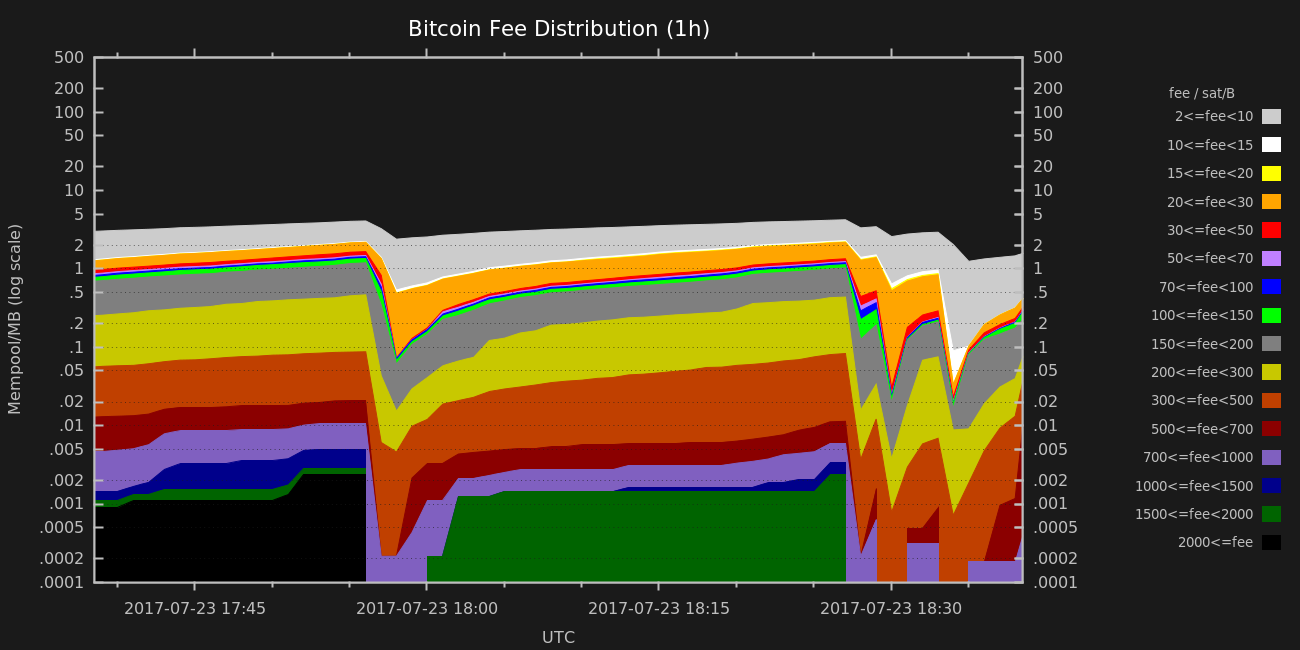 Bitcoin Fee Distribution (1h)
Mempool/MB (log scale)
500
200
100
50
20
10
5
2
1
.5
.2
.1
.05
.02
.01
.005
.002
.001
.0005
.0002
.0001
500
200
100
50
20
10
5
2
1
.5
.2
.1
.05
.02
.01
.005
.002
.001
.0005
.0002
.0001
2017-07-23 17:45
2017-07-23 18:00
2017-07-23 18:15
2017-07-23 18:30
UTC
fee / sat/B
2<=fee<10
10<=fee<15
15<=fee<20
20<=fee<30
30<=fee<50
50<=fee<70
70<=fee<100
100<=fee<150
150<=fee<200
200<=fee<300
300<=fee<500
500<=fee<700
700<=fee<1000
1000<=fee<1500
1500<=fee<2000
2000<=fee